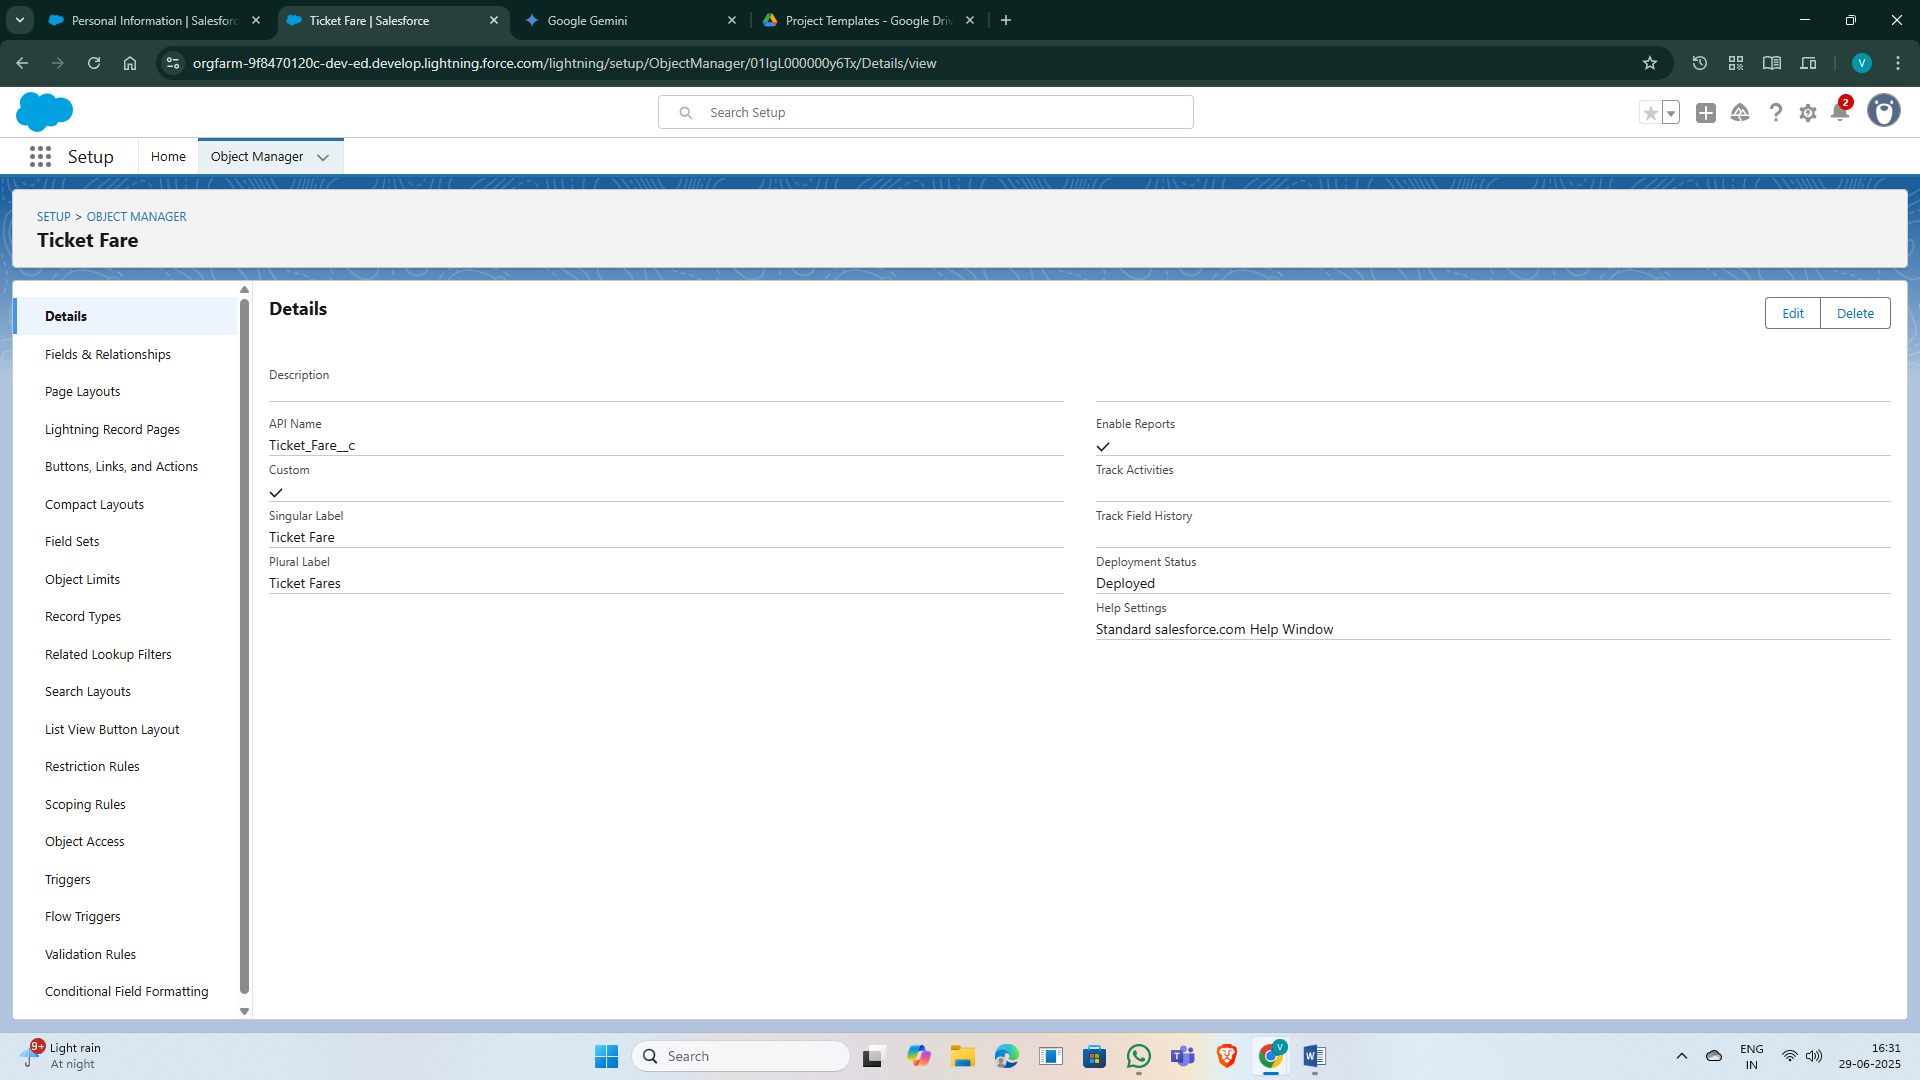 Personal Information | Salesforc
Ticket Fare | Salesforce
Google Gemini
Project Templates - Google Driv
orgfarm-9f8470120c-dev-ed.develop.lightning.force.com/lightning/setup/ObjectManager/01IgL000000y6Tx/Details/view
V
Search Setup
2
Setup
Home
Object Manager
SETUP > OBJECT MANAGER
Ticket Fare
Details
Fields & Relationships
Page Layouts
Lightning Record Pages
Buttons, Links, and Actions
Compact Layouts
Field Sets
Object Limits
Record Types
Related Lookup Filters
Search Layouts
List View Button Layout
Restriction Rules
Scoping Rules
Object Access
Triggers
Flow Triggers
Validation Rules
Conditional Field Formatting
Details
Edit
Delete
Description
API Name
Ticket_Fare__c
Custom
Singular Label
Ticket Fare
Plural Label
Ticket Fares
Enable Reports
Track Activities
Track Field History
Deployment Status
Deployed
Help Settings
Standard salesforce.com Help Window
9+
Light rain
At night
Search
V
ENG
IN
16:31
29-06-2025